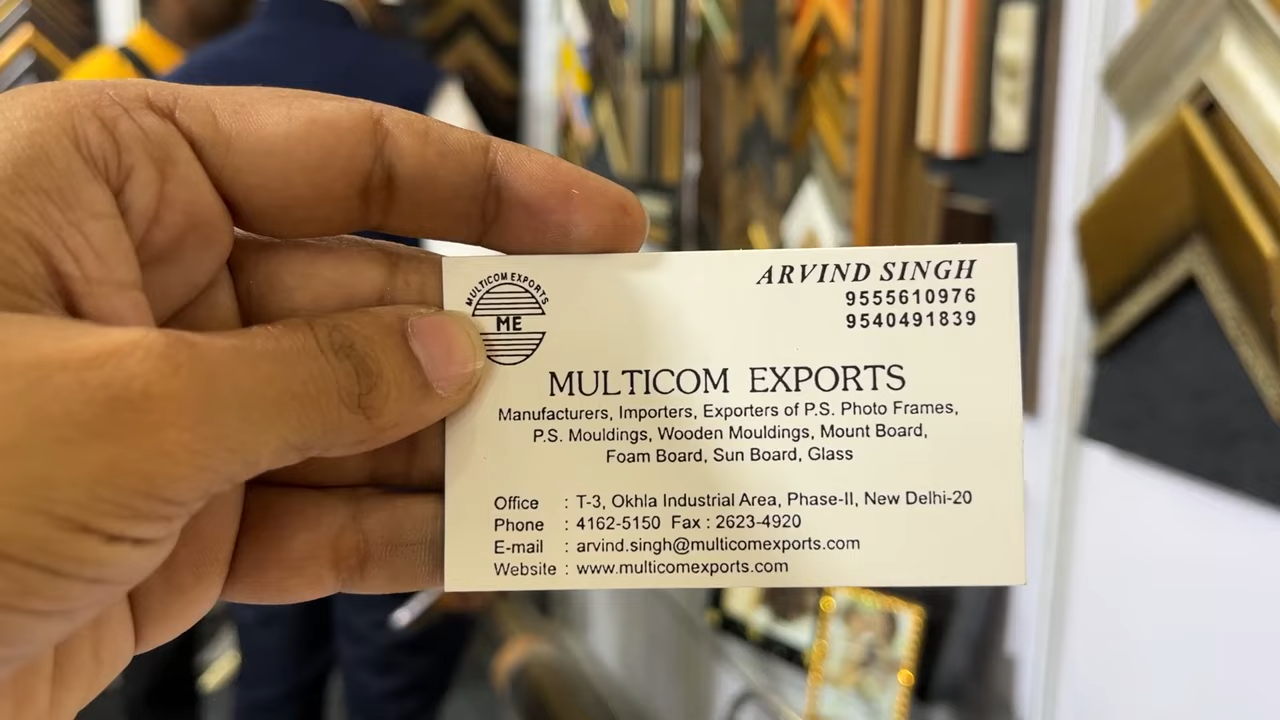 MULTICOM EXPORTS
ME
ARVIND SINGH
9555610976
9540491839
MULTICOM EXPORTS
Manufacturers, Importers, Exporters of P.S. Photo Frames,
P.S. Mouldings, Wooden Mouldings, Mount Board,
Foam Board, Sun Board, Glass
Office : T-3, Okhla Industrial Area, Phase-II, New Delhi-20
Phone : 4162-5150 Fax : 2623-4920
E-mail : arvind.singh@multicomexports.com
Website : www.multicomexports.com